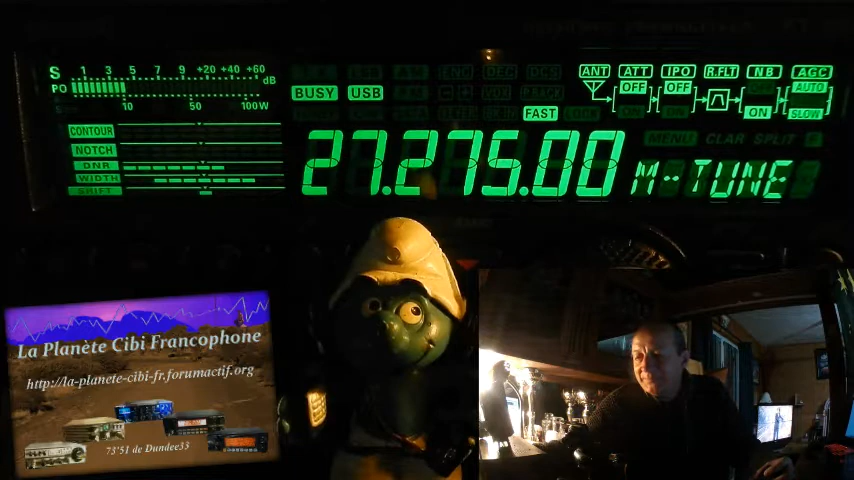 S 1 3 5 7 9 +20 +40 +60 dB
PO 10 50 100W
BUSY USB
FAST
ANT ATT IPO R.FLT NB AGC
OFF OFF AUTO
ON SLOW
CONTOUR
NOTCH
DNR
WIDTH
SHIFT
MENU CLAR SPLIT
27.275.00 M-TUNE
La Planète Cibi Francophone
http://la-planete-cibi-fr.forumactif.org
73'51 de Dundee33